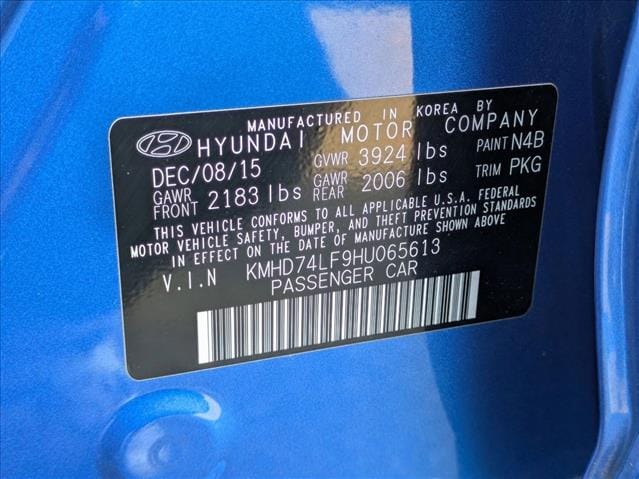 MANUFACTURED IN KOREA BY
HYUNDAI MOTOR COMPANY
DEC/08/15 GVWR 3924 lbs PAINT N4B
GAWR FRONT 2183 lbs GAWR REAR 2006 lbs TRIM PKG
THIS VEHICLE CONFORMS TO ALL APPLICABLE U.S.A. FEDERAL
MOTOR VEHICLE SAFETY, BUMPER, AND THEFT PREVENTION STANDARDS
IN EFFECT ON THE DATE OF MANUFACTURE SHOWN ABOVE.
V.I.N KMHD74LF9HU065613
PASSENGER CAR